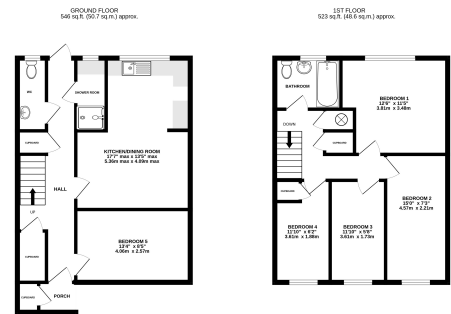 GROUND FLOOR
546 sq.ft. (50.7 sq.m.) approx.
1ST FLOOR
523 sq.ft. (48.6 sq.m.) approx.
WC
SHOWER ROOM
CUPBOARD
KITCHEN/DINING ROOM
17'7" max x 13'5" max
5.36m max x 4.09m max
HALL
UP
CUPBOARD
BEDROOM 5
13'4" x 8'5"
4.06m x 2.57m
CUPBOARD
PORCH
BATHROOM
BEDROOM 1
12'6" x 11'5"
3.81m x 3.48m
DOWN
CUPBOARD
CUPBOARD
BEDROOM 2
15'0" x 7'3"
4.57m x 2.21m
BEDROOM 4
11'10" x 6'2"
3.61m x 1.88m
BEDROOM 3
11'10" x 5'8"
3.61m x 1.73m